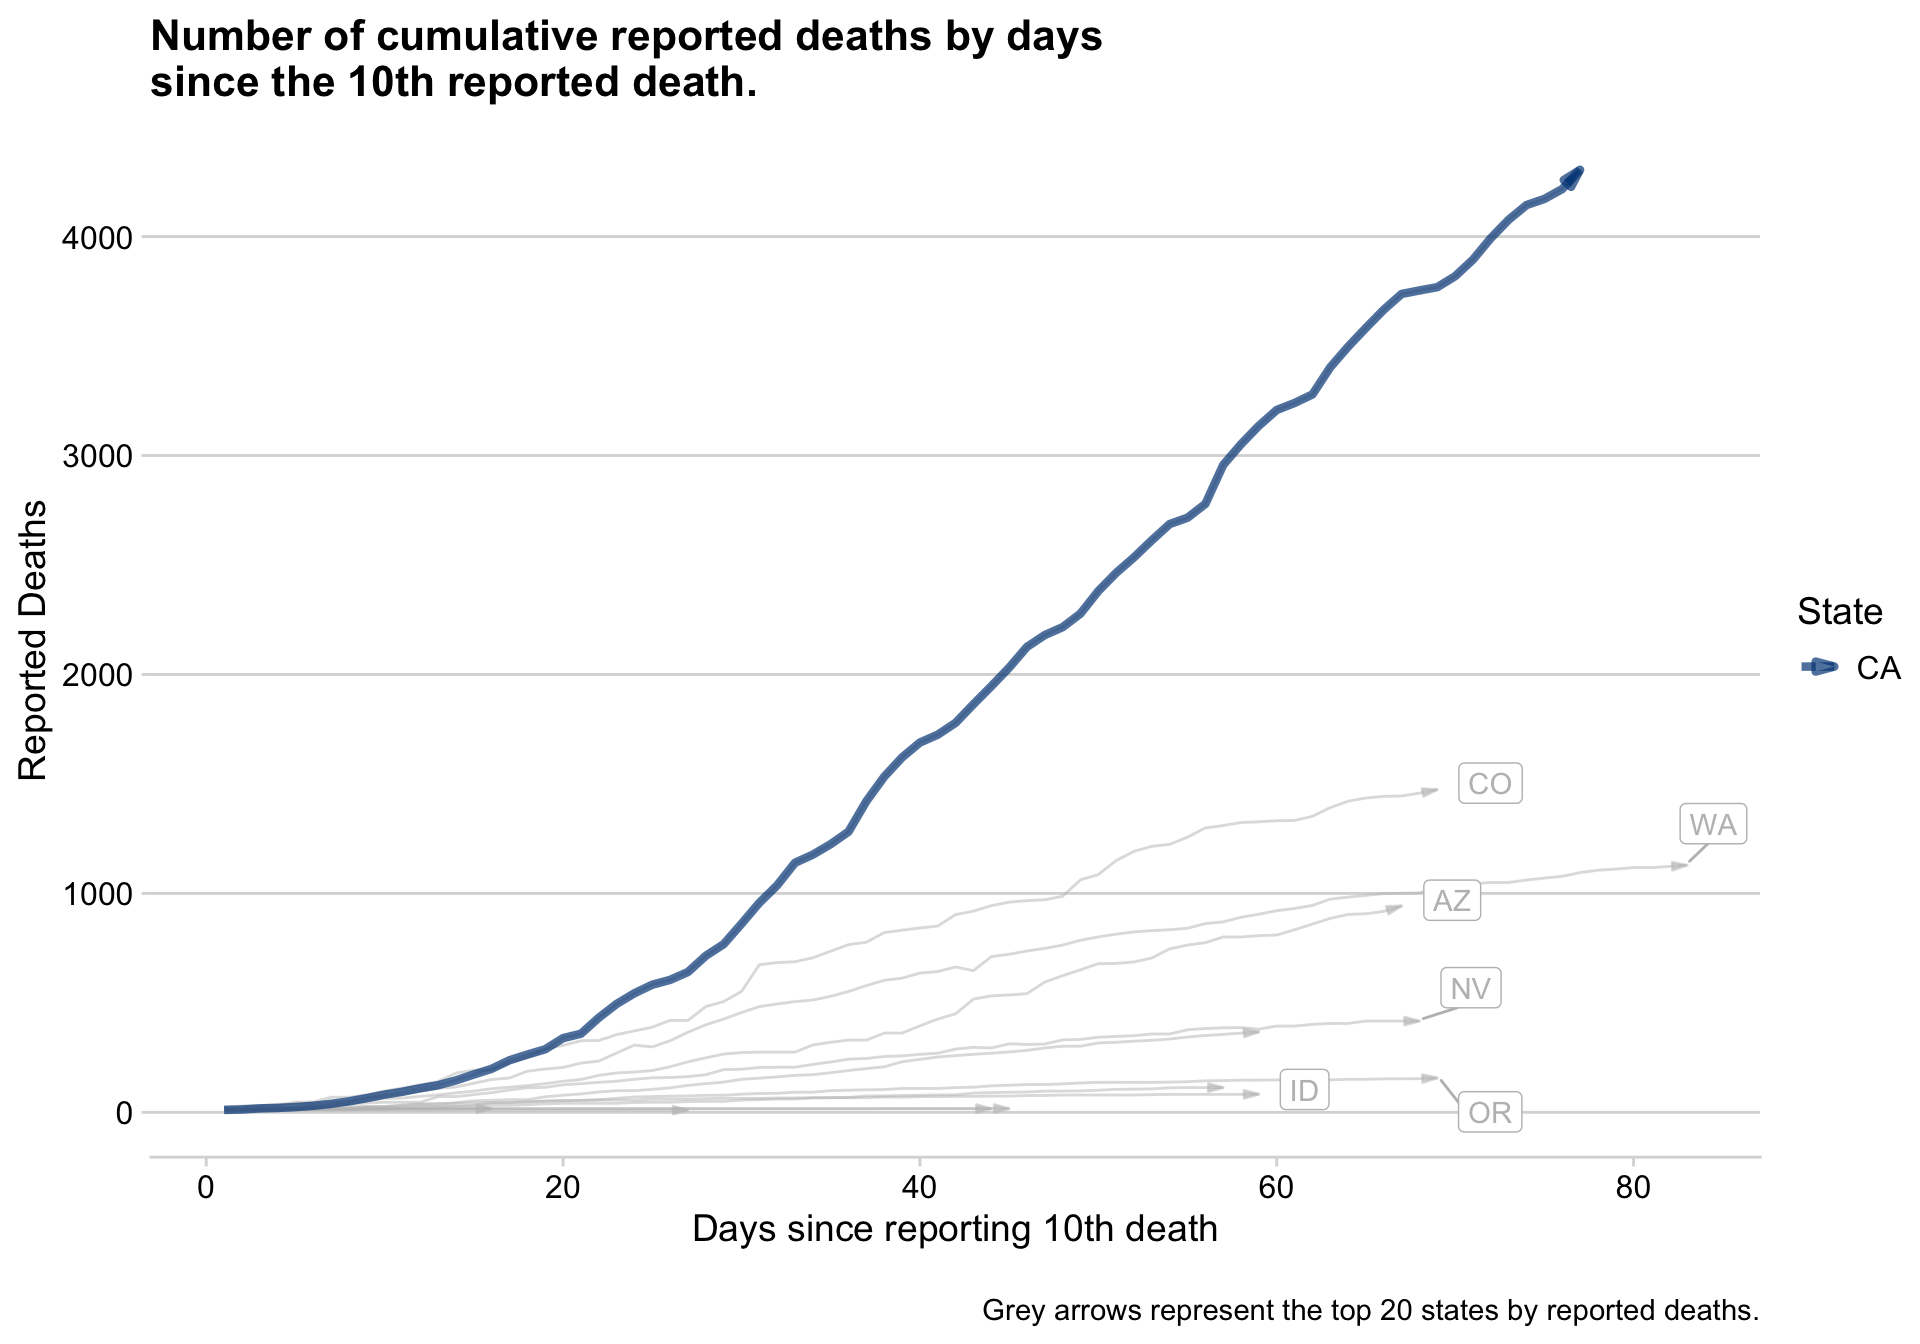 Number of cumulative reported deaths by days
since the 10th reported death.
4000
3000
2000
1000
0
Reported Deaths
CO
WA
AZ
NV
ID
OR
State
CA
0 20 40 60 80
Days since reporting 10th death
Grey arrows represent the top 20 states by reported deaths.